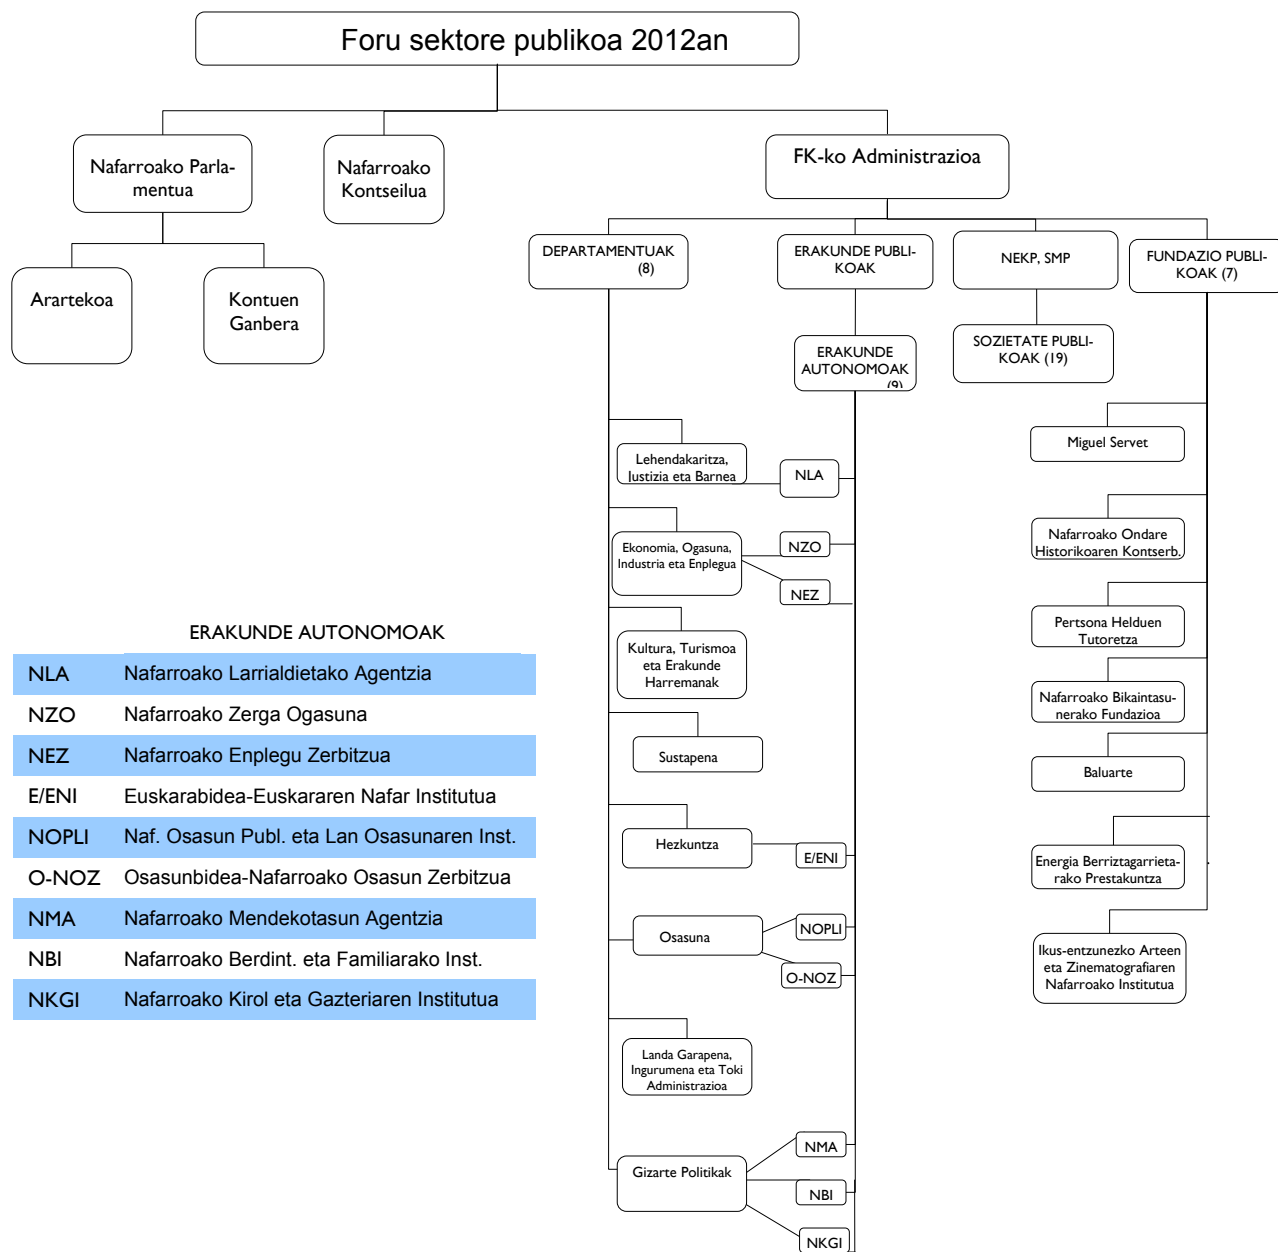 Foru sektore publikoa 2012an
Nafarroako Parla-
mentua
Nafarroako
Kontseilua
FK-ko Administrazioa
Arartekoa
Kontuen
Ganbera
DEPARTAMENTUAK
(8)
ERAKUNDE PUBLI-
KOAK
NEKP, SMP
FUNDAZIO PUBLI-
KOAK (7)
ERAKUNDE
AUTONOMOAK
(9)
SOZIETATE PUBLI-
KOAK (19)
Lehendakaritza,
Justizia eta Barnea
NLA
Ekonomia, Ogasuna,
Industria eta Enplegua
NZO
NEZ
Kultura, Turismoa
eta Erakunde
Harremanak
Sustapena
Hezkuntza
E/ENI
Osasuna
NOPLI
O-NOZ
Landa Garapena,
Ingurumena eta Toki
Administrazioa
Gizarte Politikak
NMA
NBI
NKGI
Miguel Servet
Nafarroako Ondare
Historikoaren Kontserb.
Pertsona Helduen
Tutoretza
Nafarroako Bikaintasu-
nerako Fundazioa
Baluarte
Energia Berriztagarrieta-
rako Prestakuntza
Ikus-entzunezko Arteen
eta Zinematografiaren
Nafarroako Institutua
ERAKUNDE AUTONOMOAK
NLA Nafarroako Larrialdietako Agentzia
NZO Nafarroako Zerga Ogasuna
NEZ Nafarroako Enplegu Zerbitzua
E/ENI Euskarabidea-Euskararen Nafar Institutua
NOPLI Naf. Osasun Publ. eta Lan Osasunaren Inst.
O-NOZ Osasunbidea-Nafarroako Osasun Zerbitzua
NMA Nafarroako Mendekotasun Agentzia
NBI Nafarroako Berdint. eta Familiarako Inst.
NKGI Nafarroako Kirol eta Gazteriaren Institutua